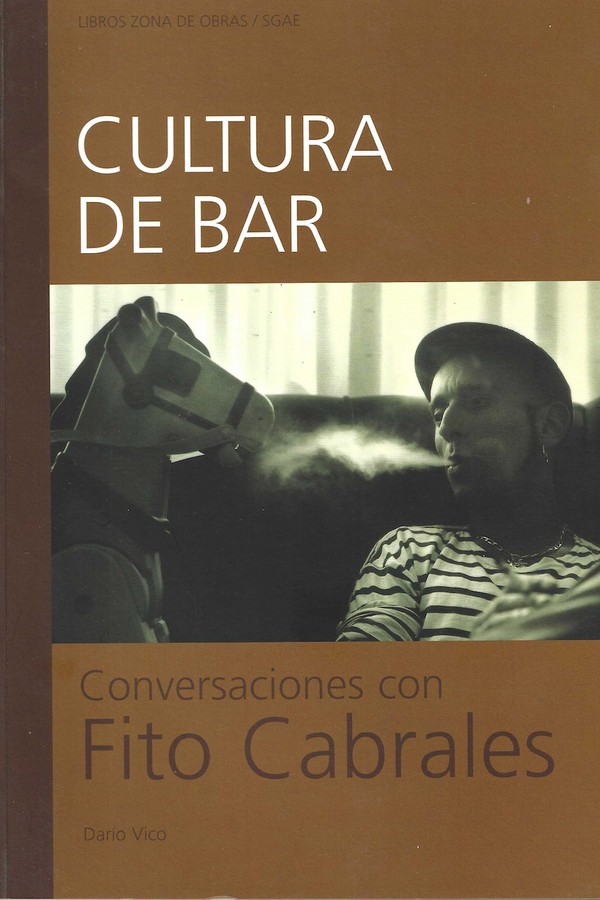 LIBROS ZONA DE OBRAS / SGAE
CULTURA
DE BAR
Conversaciones con
Fito Cabrales
Darío Vico